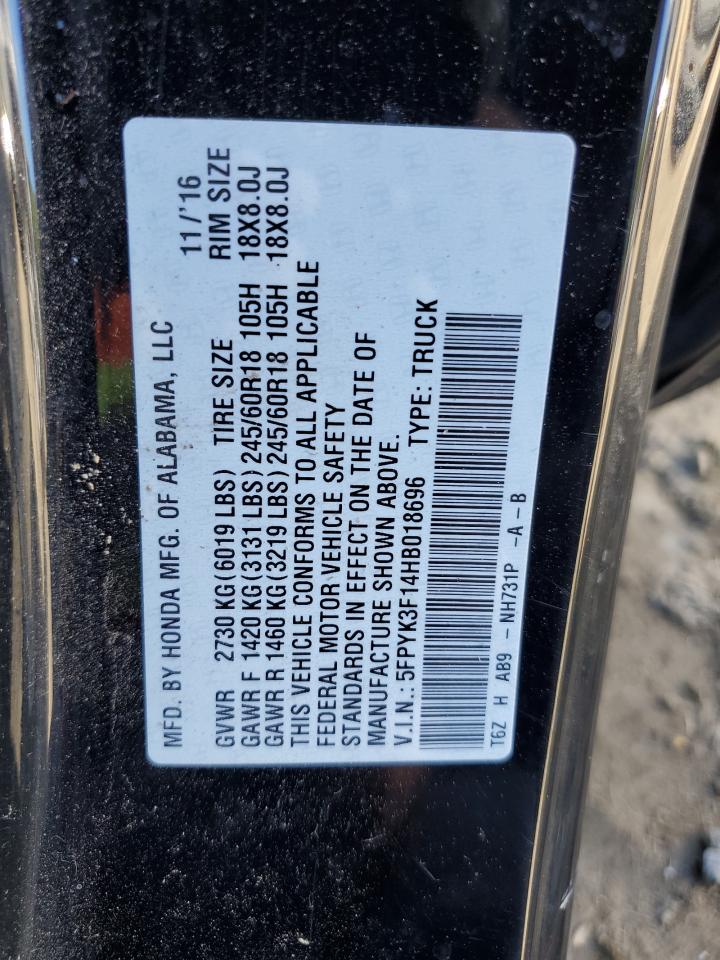 MFD. BY HONDA MFG. OF ALABAMA, LLC 11/'16
GVWR 2730 KG(6019 LBS) TIRE SIZE RIM SIZE
GAWR F 1420 KG(3131 LBS) 245/60R18 105H 18X8.0J
GAWR R 1460 KG(3219 LBS) 245/60R18 105H 18X8.0J
THIS VEHICLE CONFORMS TO ALL APPLICABLE
FEDERAL MOTOR VEHICLE SAFETY
STANDARDS IN EFFECT ON THE DATE OF
MANUFACTURE SHOWN ABOVE.
V.I.N.: 5FPYK3F14HB018696 TYPE: TRUCK
T6Z H AB9 -NH731P -A-B